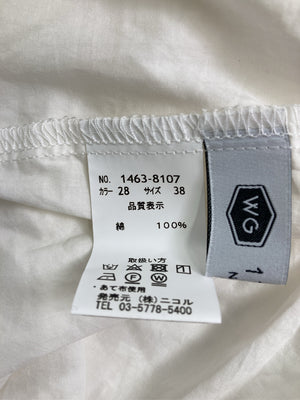 NO. 1463-8107
カラー 28 サイズ 38
品質表示
綿 100%
取扱い方
・あて布使用
発売元 (株) ニコル
TEL 03-5778-5400
WG